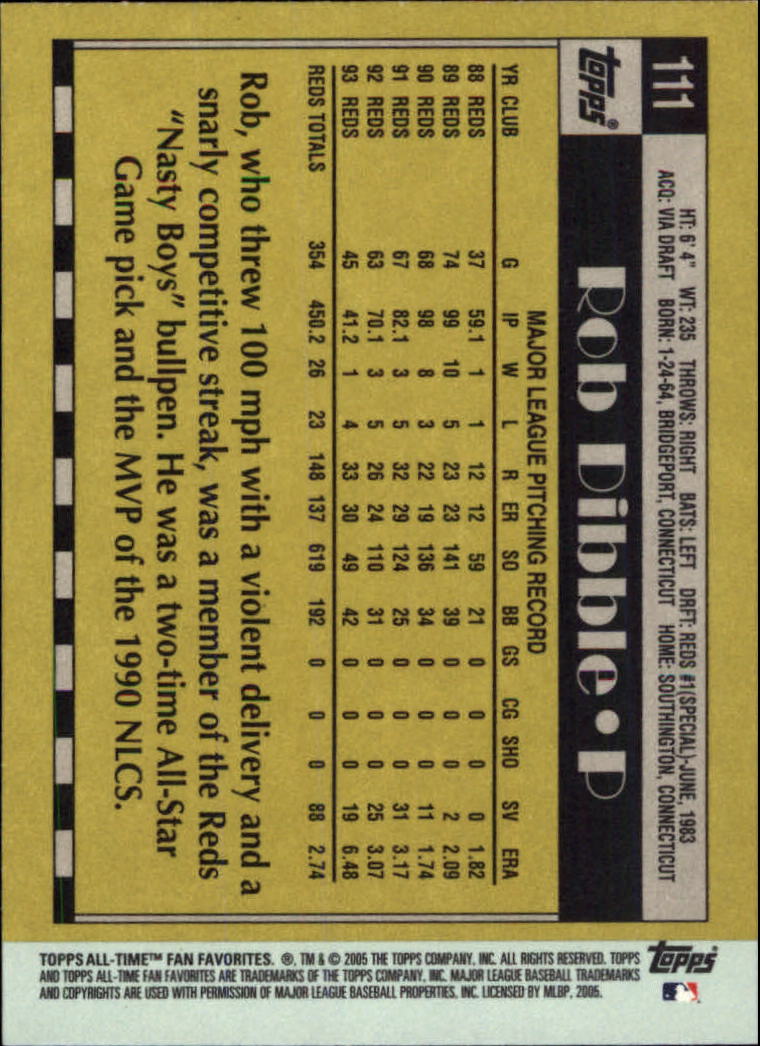 111
HT: 6' 4" WT: 235 THROWS: RIGHT BATS: LEFT DRFT: REDS #1(SPECIAL)-JUNE, 1983
ACQ: VIA DRAFT BORN: 1-24-64, BRIDGEPORT, CONNECTICUT HOME: SOUTHINGTON, CONNECTICUT
topps®
Rob Dibble•P
MAJOR LEAGUE PITCHING RECORD
YR CLUB G IP W L R ER SO BB GS CG SHO SV ERA
88 REDS 37 59.1 1 1 12 12 59 21 0 0 0 0 1.82
89 REDS 74 99 10 5 23 23 141 39 0 0 0 2 2.09
90 REDS 68 98 8 3 22 19 136 34 0 0 0 11 1.74
91 REDS 67 82.1 3 5 32 29 124 25 0 0 0 31 3.17
92 REDS 63 70.1 3 5 26 24 110 31 0 0 0 25 3.07
93 REDS 45 41.2 1 4 33 30 49 42 0 0 0 19 6.48
REDS TOTALS 354 450.2 26 23 148 137 619 192 0 0 0 88 2.74
Rob, who threw 100 mph with a violent delivery and a
snarly competitive streak, was a member of the Reds
“Nasty Boys” bullpen. He was a two-time All-Star
Game pick and the MVP of the 1990 NLCS.
TOPPS ALL-TIME™ FAN FAVORITES. ®, TM & © 2005 THE TOPPS COMPANY, INC. ALL RIGHTS RESERVED. TOPPS
AND TOPPS ALL-TIME FAN FAVORITES ARE TRADEMARKS OF THE TOPPS COMPANY, INC. MAJOR LEAGUE BASEBALL TRADEMARKS
AND COPYRIGHTS ARE USED WITH PERMISSION OF MAJOR LEAGUE BASEBALL PROPERTIES, INC. LICENSED BY MLBP, 2005.
topps